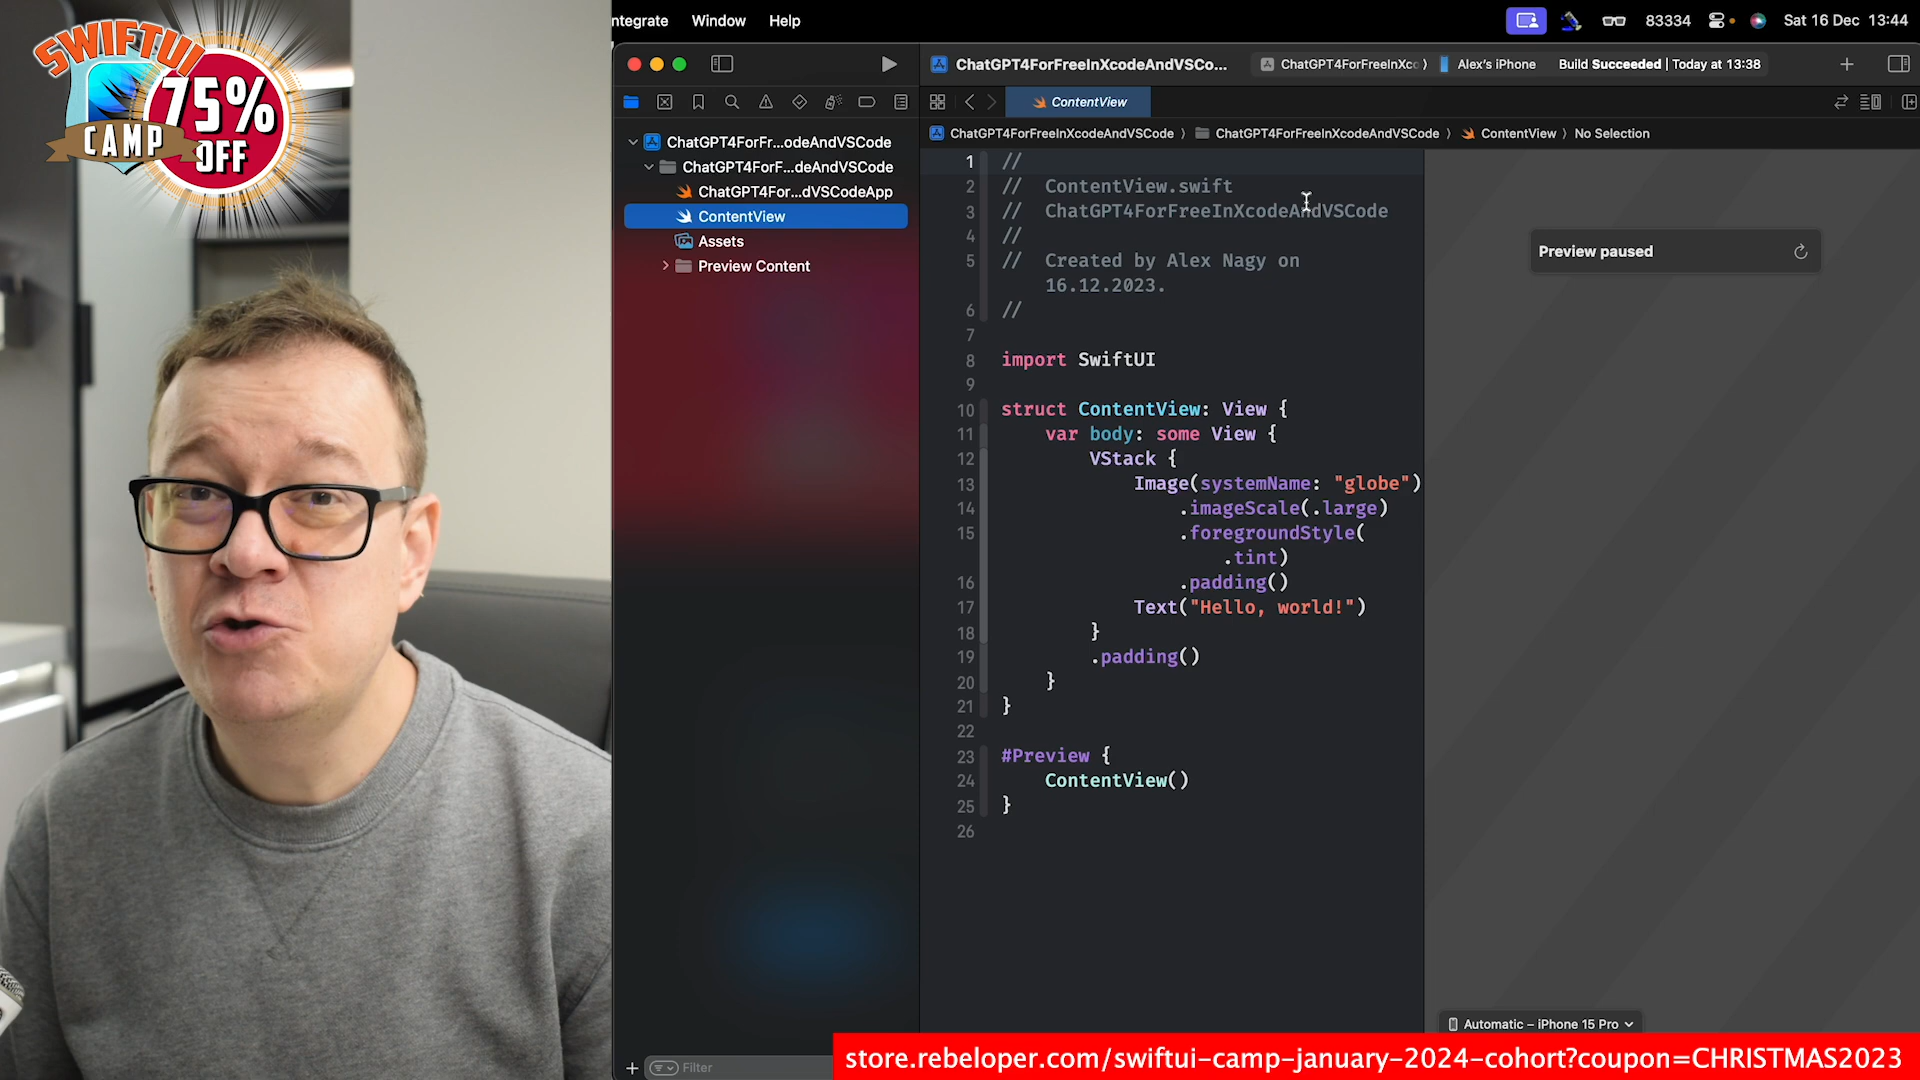 SWIFTUI
CAMP
75%
OFF
ntegrate Window Help
83334 Sat 16 Dec 13:44
ChatGPT4ForFreeInXcodeAndVSCo... ChatGPT4ForFreeInXc Alex's iPhone Build Succeeded | Today at 13:38
ContentView
ChatGPT4ForFreeInXcodeAndVSCode ChatGPT4ForFreeInXcodeAndVSCode ContentView No Selection
ChatGPT4ForFr...odeAndVSCode
ChatGPT4ForF...deAndVSCode
ChatGPT4For...dVSCodeApp
ContentView
Assets
Preview Content
1 //
2 // ContentView.swift
3 // ChatGPT4ForFreeInXcodeAndVSCode
4 //
5 // Created by Alex Nagy on
16.12.2023.
6 //
7
8 import SwiftUI
9
10 struct ContentView: View {
11 var body: some View {
12 VStack {
13 Image(systemName: "globe")
14 .imageScale(.large)
15 .foregroundStyle(
.tint)
16 .padding()
17 Text("Hello, world!")
18 }
19 .padding()
20 }
21 }
22
23 #Preview {
24 ContentView()
25 }
26
Preview paused
Automatic – iPhone 15 Pro
Filter
store.rebeloper.com/swiftui-camp-january-2024-cohort?coupon=CHRISTMAS2023